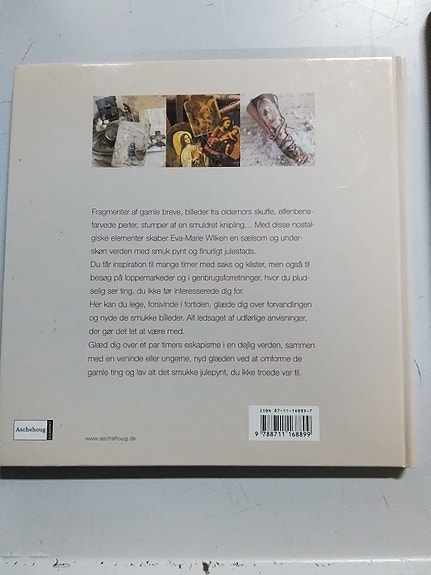 Fragmenter af gamle breve, billeder fra oldemors skuffe, elfenbens-
farvede perler, stumper af en smuldret knipling... Med disse nostal-
giske elementer skaber Eva-Marie Wilken en sælsom og under-
skøn verden med smuk pynt og finurligt julestads.
Du får inspiration til mange timer med saks og klister, men også til
besøg på loppemarkeder og i genbrugsforretninger, hvor du plud-
selig ser ting, du ikke før interesserede dig for.
Her kan du lege, forsvinde i fortiden, glæde dig over forvandlingen
og nyde de smukke billeder. Alt ledsaget af udførlige anvisninger,
der gør det let at være med.
Glæd dig over et par timers eskapisme i en dejlig verden, sammen
med en veninde eller ungerne, nyd glæden ved at omforme de
gamle ting og lav alt det smukke julepynt, du ikke troede var til.
ISBN 87-11-16889-7
9 788711 168899
Aschehoug
www.aschehoug.dk